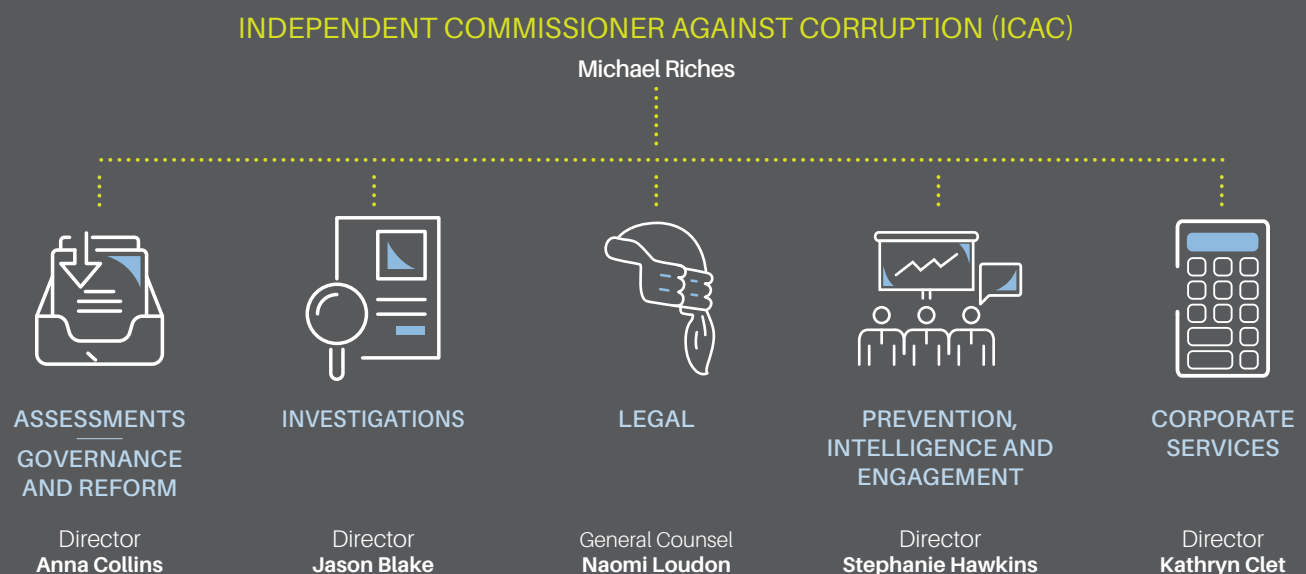 INDEPENDENT COMMISSIONER AGAINST CORRUPTION (ICAC)
Michael Riches
ASSESSMENTS
GOVERNANCE
AND REFORM
Director
Anna Collins
INVESTIGATIONS
Director
Jason Blake
LEGAL
General Counsel
Naomi Loudon
PREVENTION,
INTELLIGENCE AND
ENGAGEMENT
Director
Stephanie Hawkins
CORPORATE
SERVICES
Director
Kathryn Clet